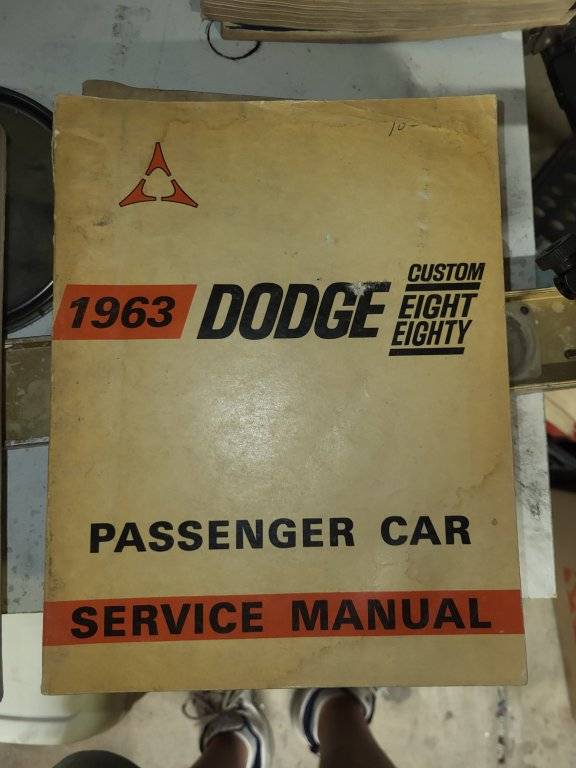 10-
CUSTOM
1963 DODGE EIGHT
EIGHTY
PASSENGER CAR
SERVICE MANUAL